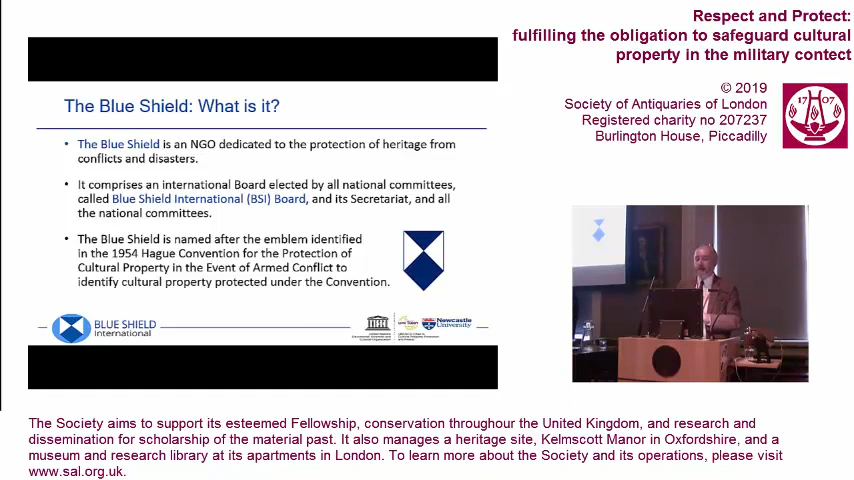 Respect and Protect:
fulfilling the obligation to safeguard cultural
property in the military contect
© 2019
Society of Antiquaries of London
Registered charity no 207237
Burlington House, Piccadilly
17 07
The Blue Shield: What is it?
• The Blue Shield is an NGO dedicated to the protection of heritage from
conflicts and disasters.
• It comprises an international Board elected by all national committees,
called Blue Shield International (BSI) Board, and its Secretariat, and all
the national committees.
• The Blue Shield is named after the emblem identified
in the 1954 Hague Convention for the Protection of
Cultural Property in the Event of Armed Conflict to
identify cultural property protected under the Convention.
BLUE SHIELD
International
Newcastle
University
The Society aims to support its esteemed Fellowship, conservation throughour the United Kingdom, and research and
dissemination for scholarship of the material past. It also manages a heritage site, Kelmscott Manor in Oxfordshire, and a
museum and research library at its apartments in London. To learn more about the Society and its operations, please visit
www.sal.org.uk.